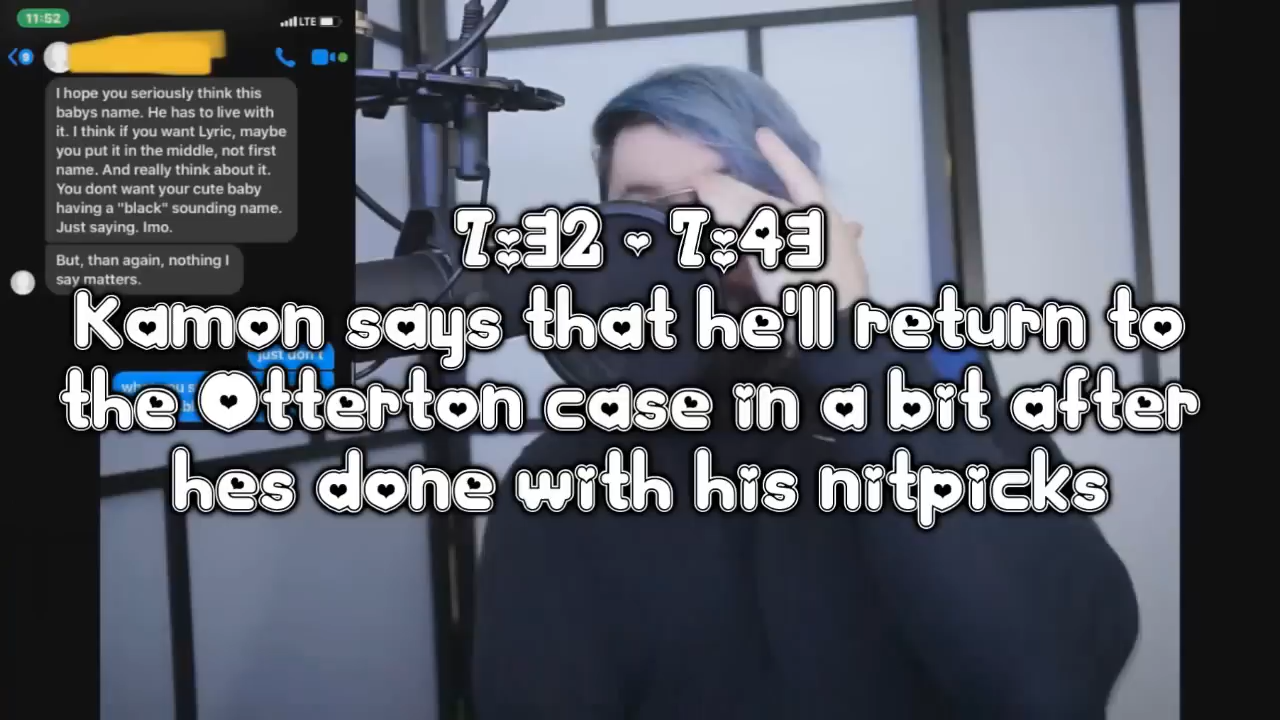 11:52
LTE
I hope you seriously think this
babys name. He has to live with
it. I think if you want Lyric, maybe
you put it in the middle, not first
name. And really think about it.
You dont want your cute baby
having a "black" sounding name.
Just saying. Imo.
But, than again, nothing I
say matters.
just don't
7:32 - 7:43
Kamon says that he'll return to
the Otterton case in a bit after
hes done with his nitpicks